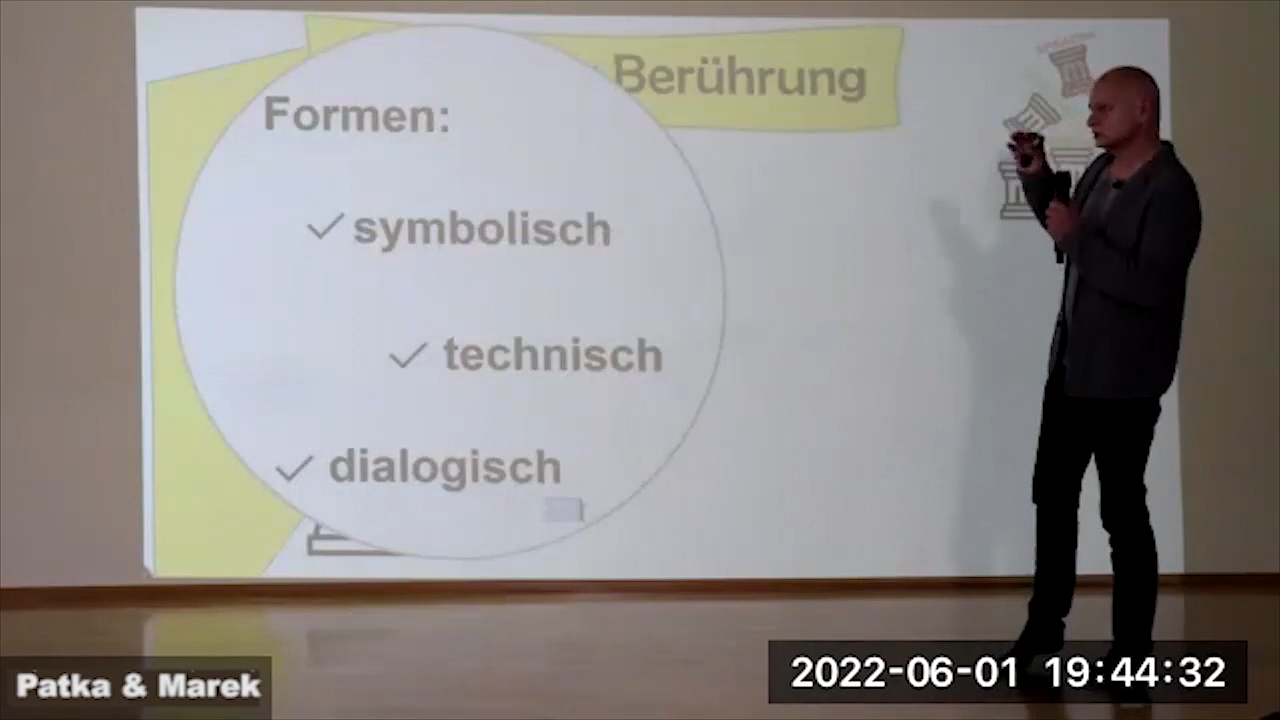 Berührung
Formen:
✓ symbolisch
✓ technisch
✓ dialogisch
Patka & Marek
2022-06-01 19:44:32